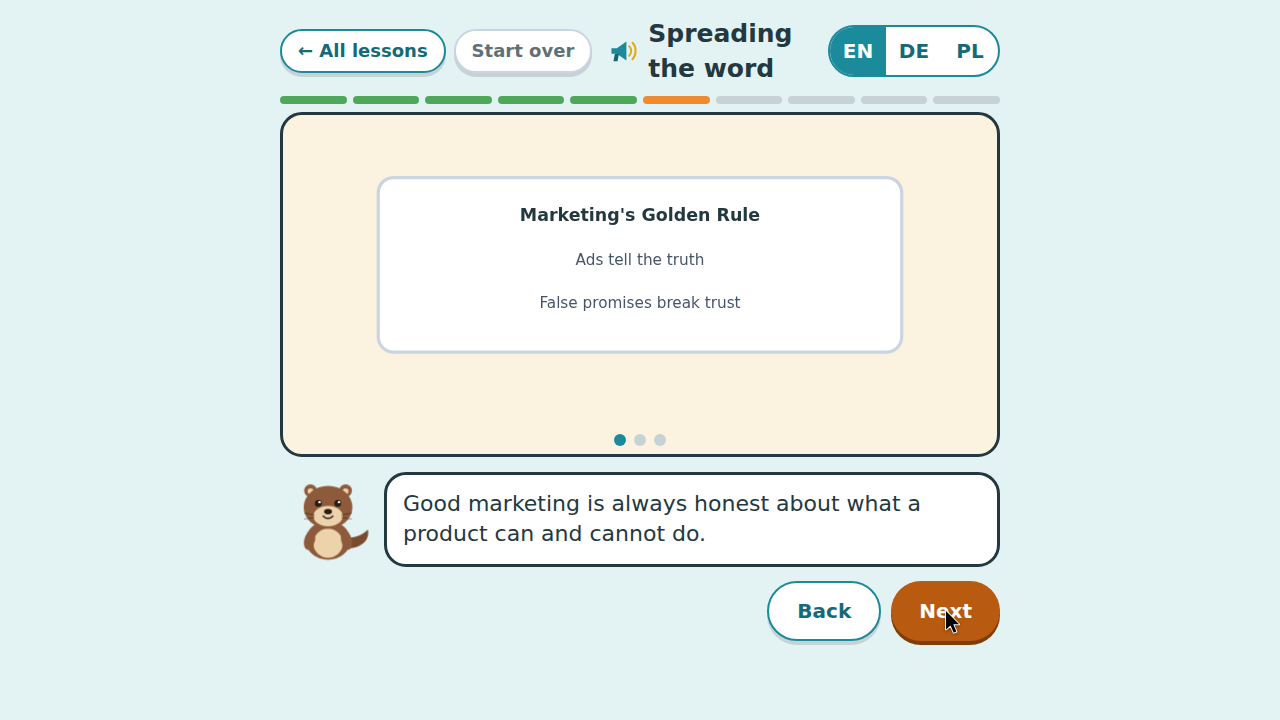 ← All lessons
Start over
Spreading
the word
EN
DE
PL
Marketing's Golden Rule
Ads tell the truth
False promises break trust
Good marketing is always honest about what a
product can and cannot do.
Back
Next